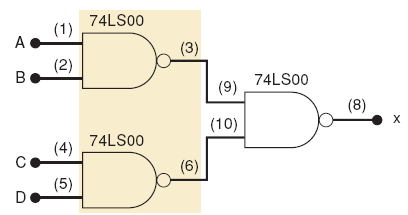 74LS00
A (1)
B (2)
(3)
74LS00
(9)
(10)
(8) x
74LS00
C (4)
D (5)
(6)